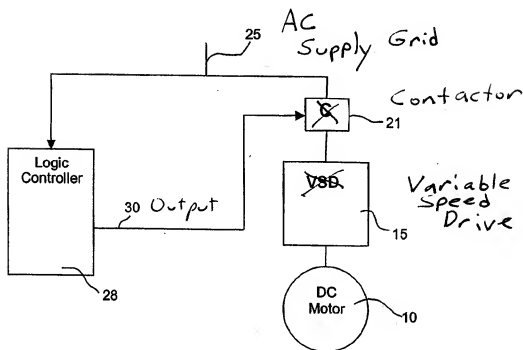 25
AC
Supply Grid
C
Contactor
21
Logic
Controller
VSD
Variable
Speed
Drive
30 Output
15
28
DC
Motor
10